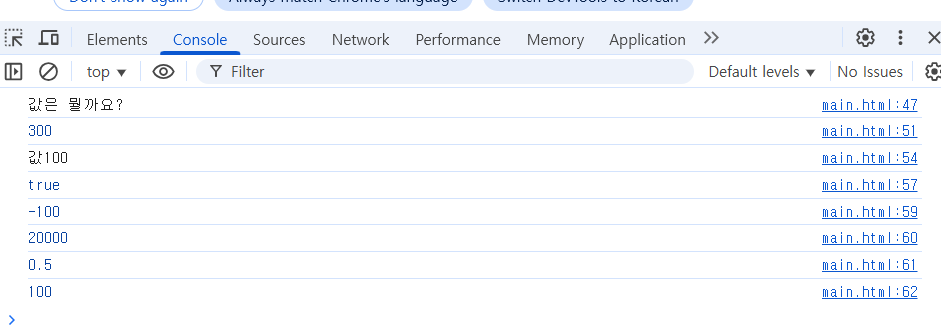 Don't show again Always match Chrome's language Switch DevTools to Korean
Elements Console Sources Network Performance Memory Application
top Filter Default levels No Issues
값은 뭘까요? main.html:47
300 main.html:51
값100 main.html:54
true main.html:57
-100 main.html:59
20000 main.html:60
0.5 main.html:61
100 main.html:62